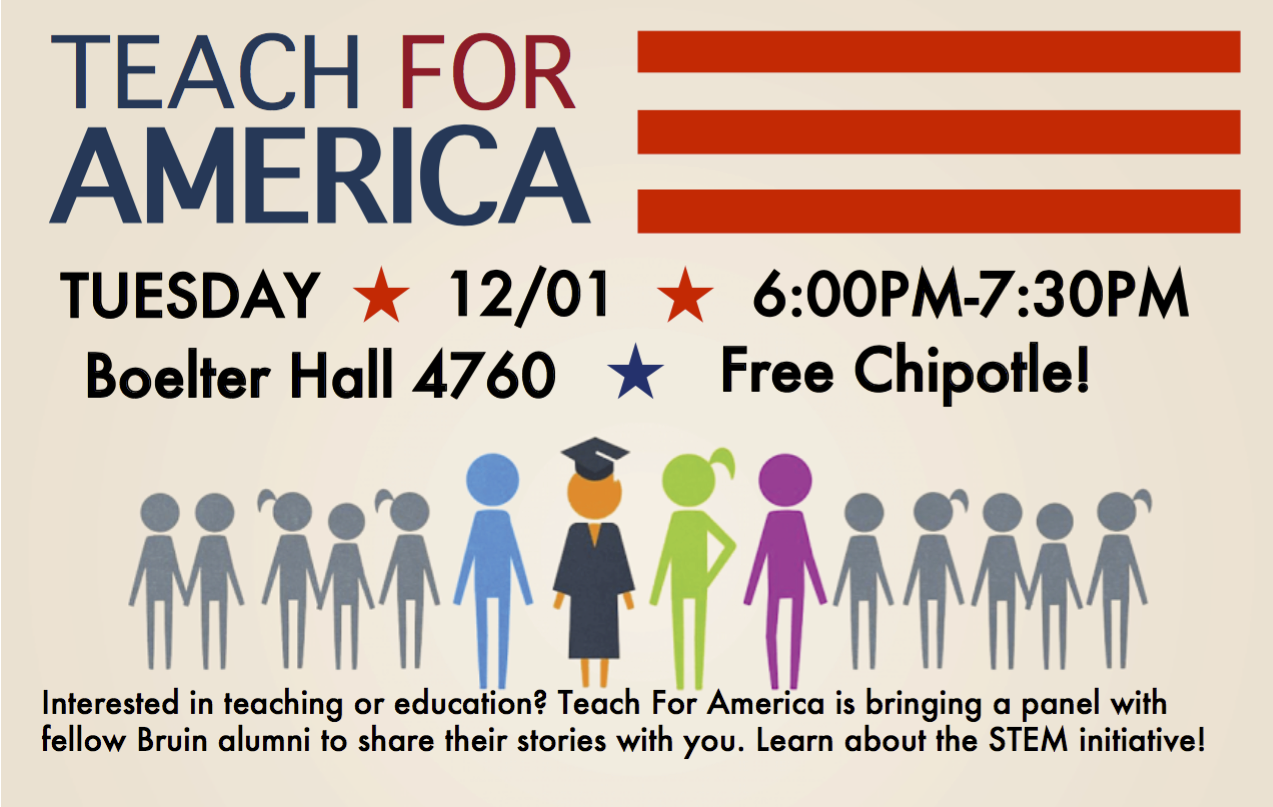 TEACH FOR
AMERICA
TUESDAY ★ 12/01 ★ 6:00PM-7:30PM
Boelter Hall 4760 ★ Free Chipotle!
Interested in teaching or education? Teach For America is bringing a panel with
fellow Bruin alumni to share their stories with you. Learn about the STEM initiative!